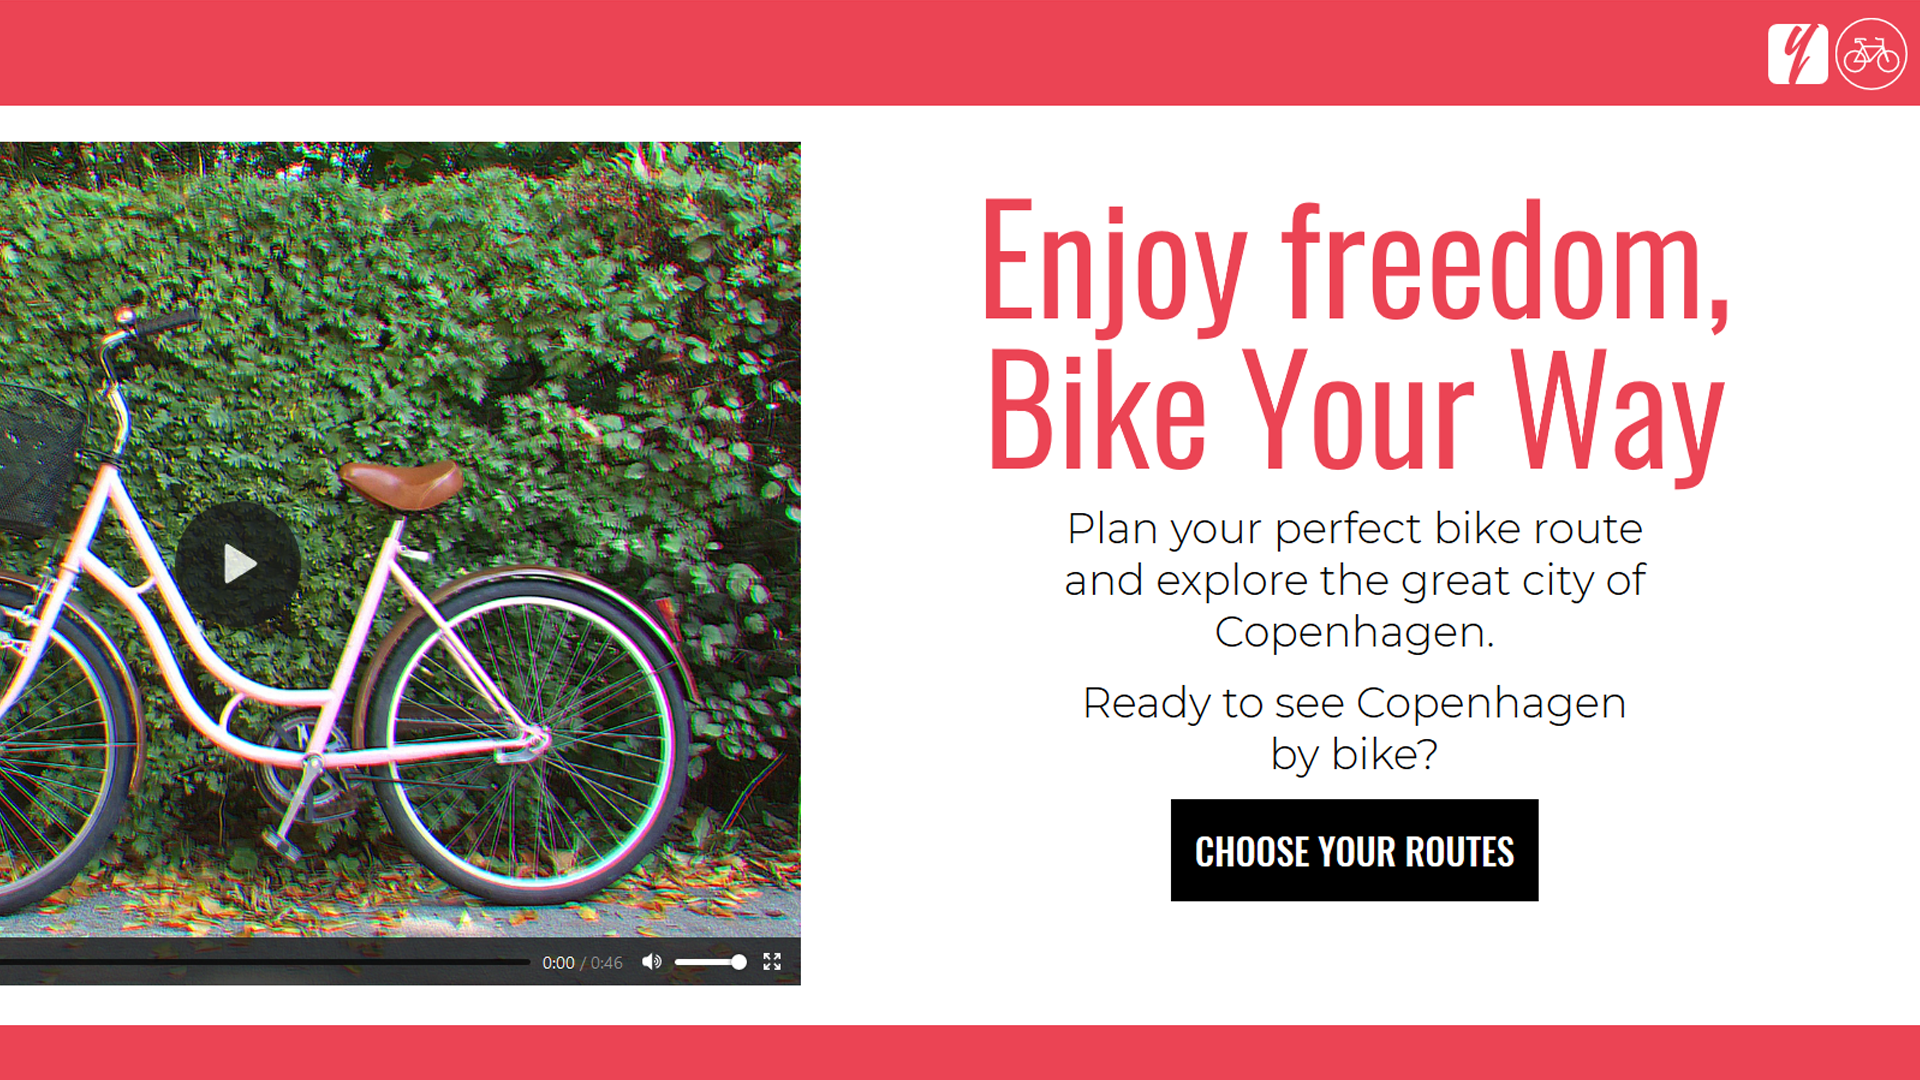 y
Enjoy freedom,
Bike Your Way
Plan your perfect bike route
and explore the great city of
Copenhagen.
Ready to see Copenhagen
by bike?
CHOOSE YOUR ROUTES
0:00 / 0:46